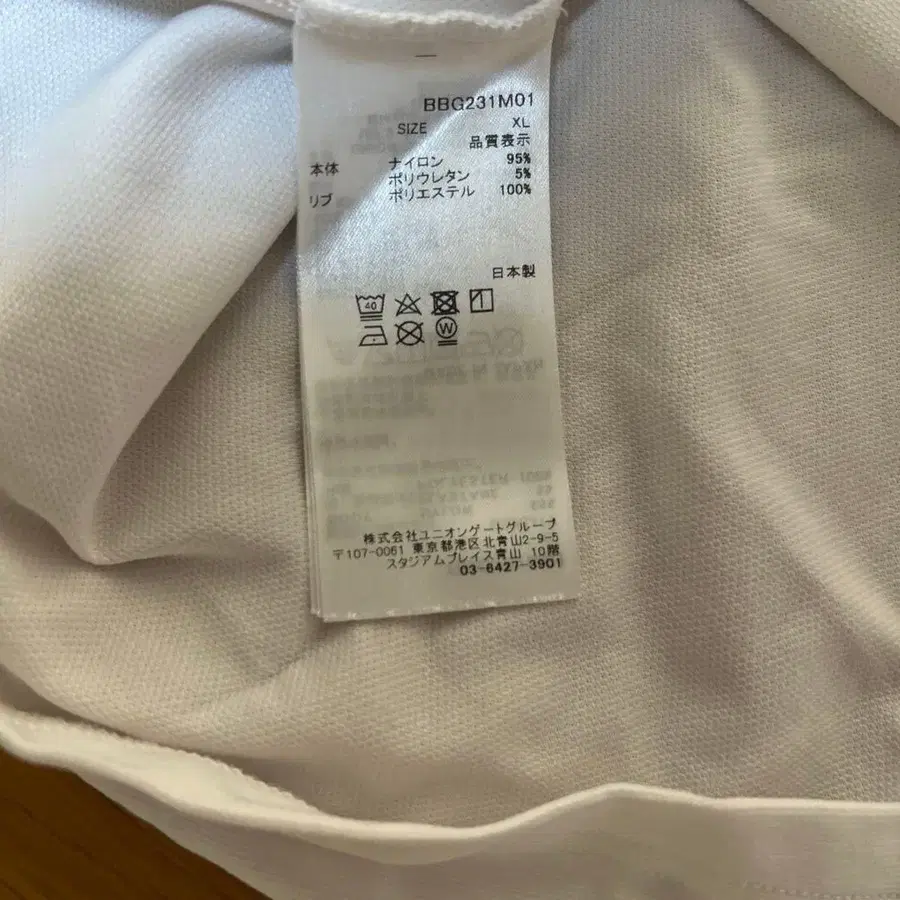 BBG231M01
SIZE XL
品質表示
本体 ナイロン 95%
ポリウレタン 5%
リブ ポリエステル 100%
日本製
40
W
株式会社ユニオンゲートグループ
〒107-0061 東京都港区北青山2-9-5
スタジアムプレイス青山 10階
03-6427-3901